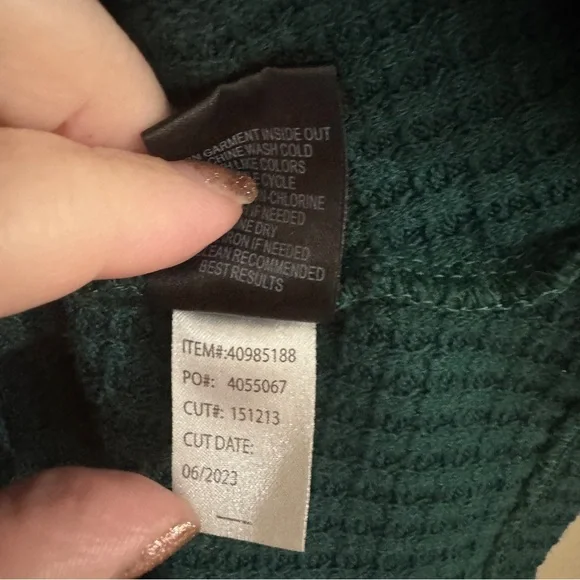 GARMENT INSIDE OUT
WASH COLD
LIKE COLORS
CYCLE
CHLORINE
IF NEEDED
DRY
IF NEEDED
RECOMMENDED
BEST RESULTS
ITEM#:40985188
PO#: 4055067
CUT#: 151213
CUT DATE:
06/2023